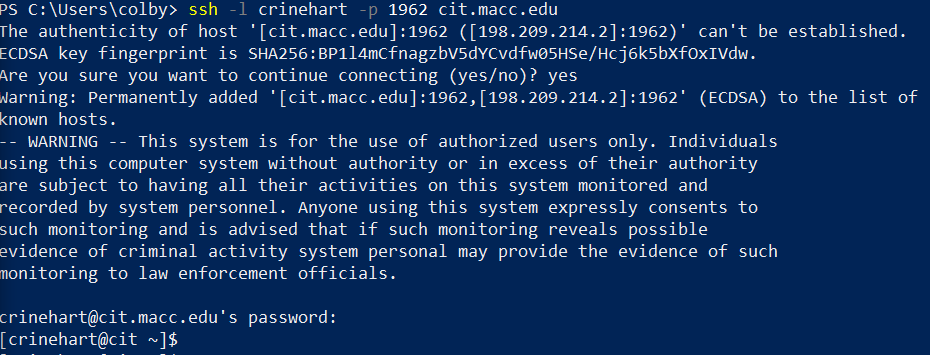 PS C:\Users\colby> ssh -l crinehart -p 1962 cit.macc.edu
The authenticity of host '[cit.macc.edu]:1962 ([198.209.214.2]:1962)' can't be established.
ECDSA key fingerprint is SHA256:BP1l4mCfnagzbV5dYCvdfw05HSe/Hcj6k5bXfOxIVdw.
Are you sure you want to continue connecting (yes/no)? yes
Warning: Permanently added '[cit.macc.edu]:1962,[198.209.214.2]:1962' (ECDSA) to the list of
known hosts.
-- WARNING -- This system is for the use of authorized users only. Individuals
using this computer system without authority or in excess of their authority
are subject to having all their activities on this system monitored and
recorded by system personnel. Anyone using this system expressly consents to
such monitoring and is advised that if such monitoring reveals possible
evidence of criminal activity system personal may provide the evidence of such
monitoring to law enforcement officials.
crinehart@cit.macc.edu's password:
[crinehart@cit ~]$